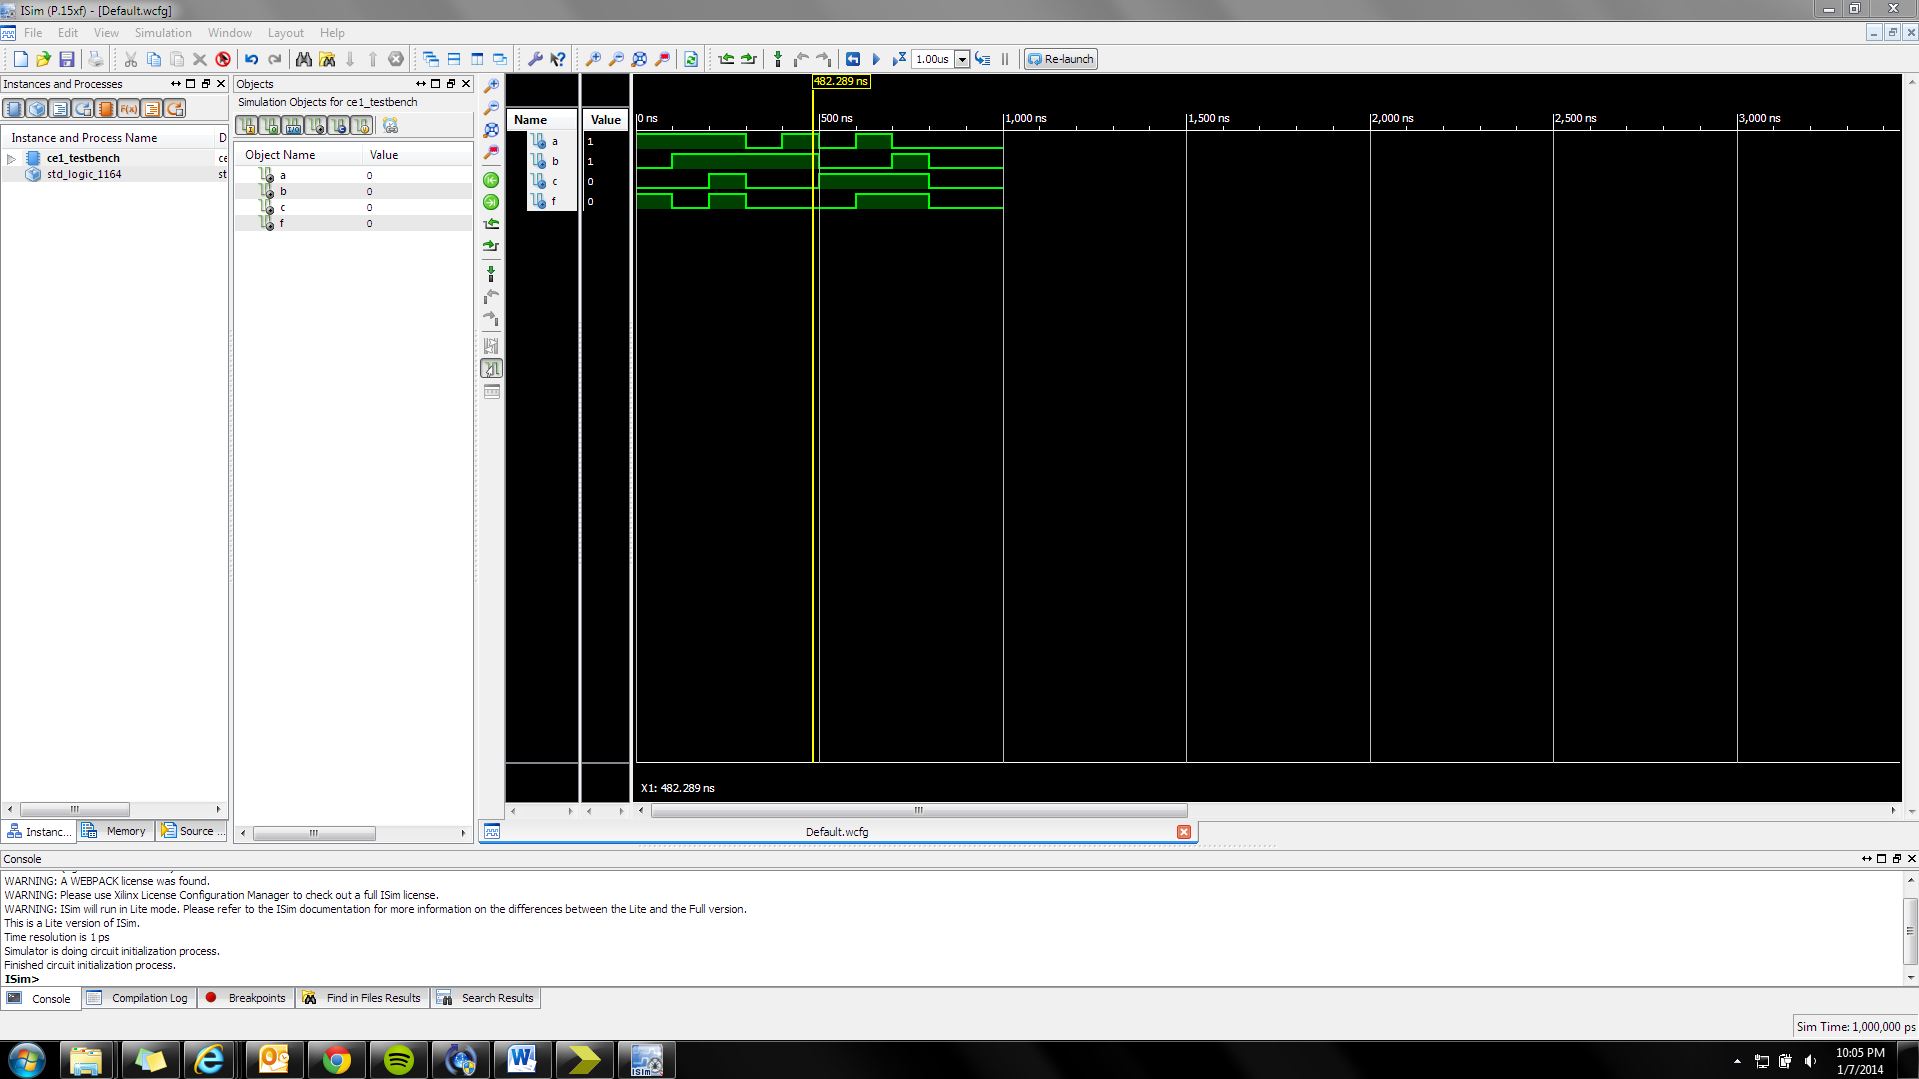 ISim (P.15xf) - [Default.wcfg]
File Edit View Simulation Window Layout Help
1.00us Re-launch
Instances and Processes
Instance and Process Name D
ce1_testbench ce
std_logic_1164 st
Instanc... Memory Source ...
Objects
Simulation Objects for ce1_testbench
Object Name Value
a 0
b 0
c 0
f 0
Name Value
a 1
b 1
c 0
f 0
482.289 ns
0 ns 500 ns 1,000 ns 1,500 ns 2,000 ns 2,500 ns 3,000 ns
X1: 482.289 ns
Default.wcfg
Console
WARNING: A WEBPACK license was found.
WARNING: Please use Xilinx License Configuration Manager to check out a full ISim license.
WARNING: ISim will run in Lite mode. Please refer to the ISim documentation for more information on the differences between the Lite and the Full version.
This is a Lite version of ISim.
Time resolution is 1 ps
Simulator is doing circuit initialization process.
Finished circuit initialization process.
ISim>
Console Compilation Log Breakpoints Find in Files Results Search Results
Sim Time: 1,000,000 ps
10:05 PM
1/7/2014